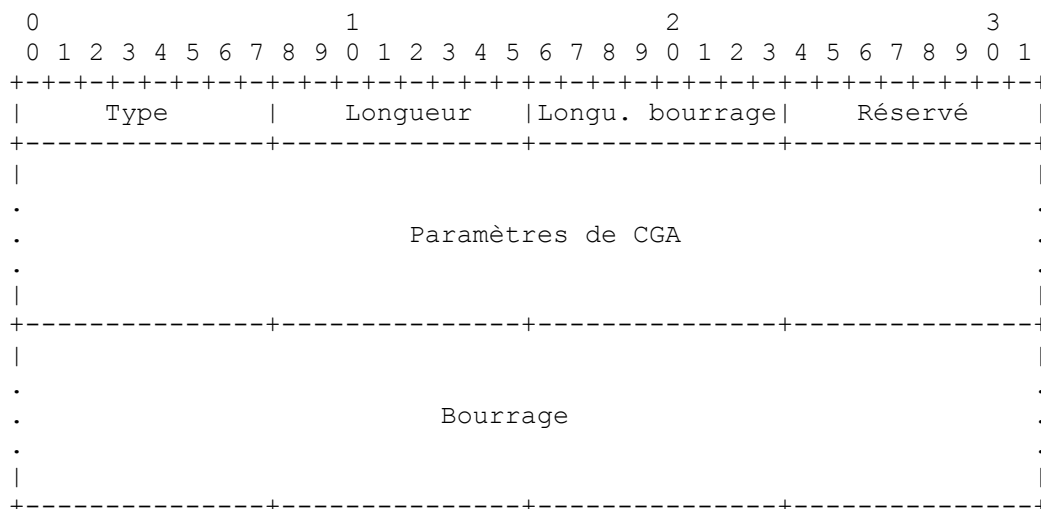 0                   1                   2                   3
0 1 2 3 4 5 6 7 8 9 0 1 2 3 4 5 6 7 8 9 0 1 2 3 4 5 6 7 8 9 0 1
+-+-+-+-+-+-+-+-+-+-+-+-+-+-+-+-+-+-+-+-+-+-+-+-+-+-+-+-+-+-+-+-+
|     Type      |    Longueur   |Longu. bourrage|    Réservé    |
+---------------+---------------+---------------+---------------+
|                                                               |
.                                                               .
.                        Paramètres de CGA                      .
.                                                               .
|                                                               |
+---------------+---------------+---------------+---------------+
|                                                               |
.                                                               .
.                          Bourrage                             .
.                                                               .
|                                                               |
+---------------+---------------+---------------+---------------+